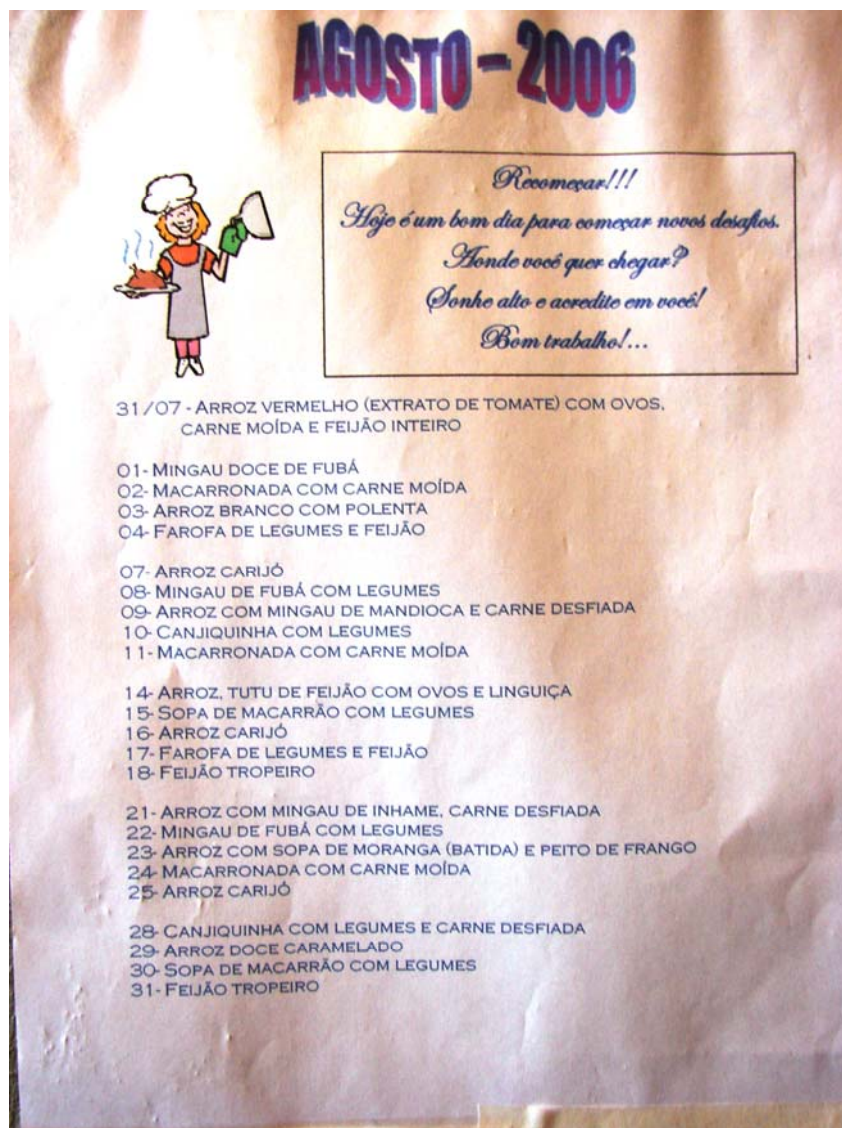 AGOSTO - 2006
Recomeçar!!!
Hoje é um bom dia para começar novos desafios.
Aonde você quer chegar?
Sonhe alto e acredite em você!
Bom trabalho!...
31/07 - ARROZ VERMELHO (EXTRATO DE TOMATE) COM OVOS,
CARNE MOÍDA E FEIJÃO INTEIRO
01- MINGAU DOCE DE FUBÁ
02- MACARRONADA COM CARNE MOÍDA
03- ARROZ BRANCO COM POLENTA
04- FAROFA DE LEGUMES E FEIJÃO
07- ARROZ CARIJÓ
08- MINGAU DE FUBÁ COM LEGUMES
09- ARROZ COM MINGAU DE MANDIOCA E CARNE DESFIADA
10- CANJIQUINHA COM LEGUMES
11- MACARRONADA COM CARNE MOÍDA
14- ARROZ, TUTU DE FEIJÃO COM OVOS E LINGUIÇA
15- SOPA DE MACARRÃO COM LEGUMES
16- ARROZ CARIJÓ
17- FAROFA DE LEGUMES E FEIJÃO
18- FEIJÃO TROPEIRO
21- ARROZ COM MINGAU DE INHAME, CARNE DESFIADA
22- MINGAU DE FUBÁ COM LEGUMES
23- ARROZ COM SOPA DE MORANGA (BATIDA) E PEITO DE FRANGO
24- MACARRONADA COM CARNE MOÍDA
25- ARROZ CARIJÓ
28- CANJIQUINHA COM LEGUMES E CARNE DESFIADA
29- ARROZ DOCE CARAMELADO
30- SOPA DE MACARRÃO COM LEGUMES
31- FEIJÃO TROPEIRO